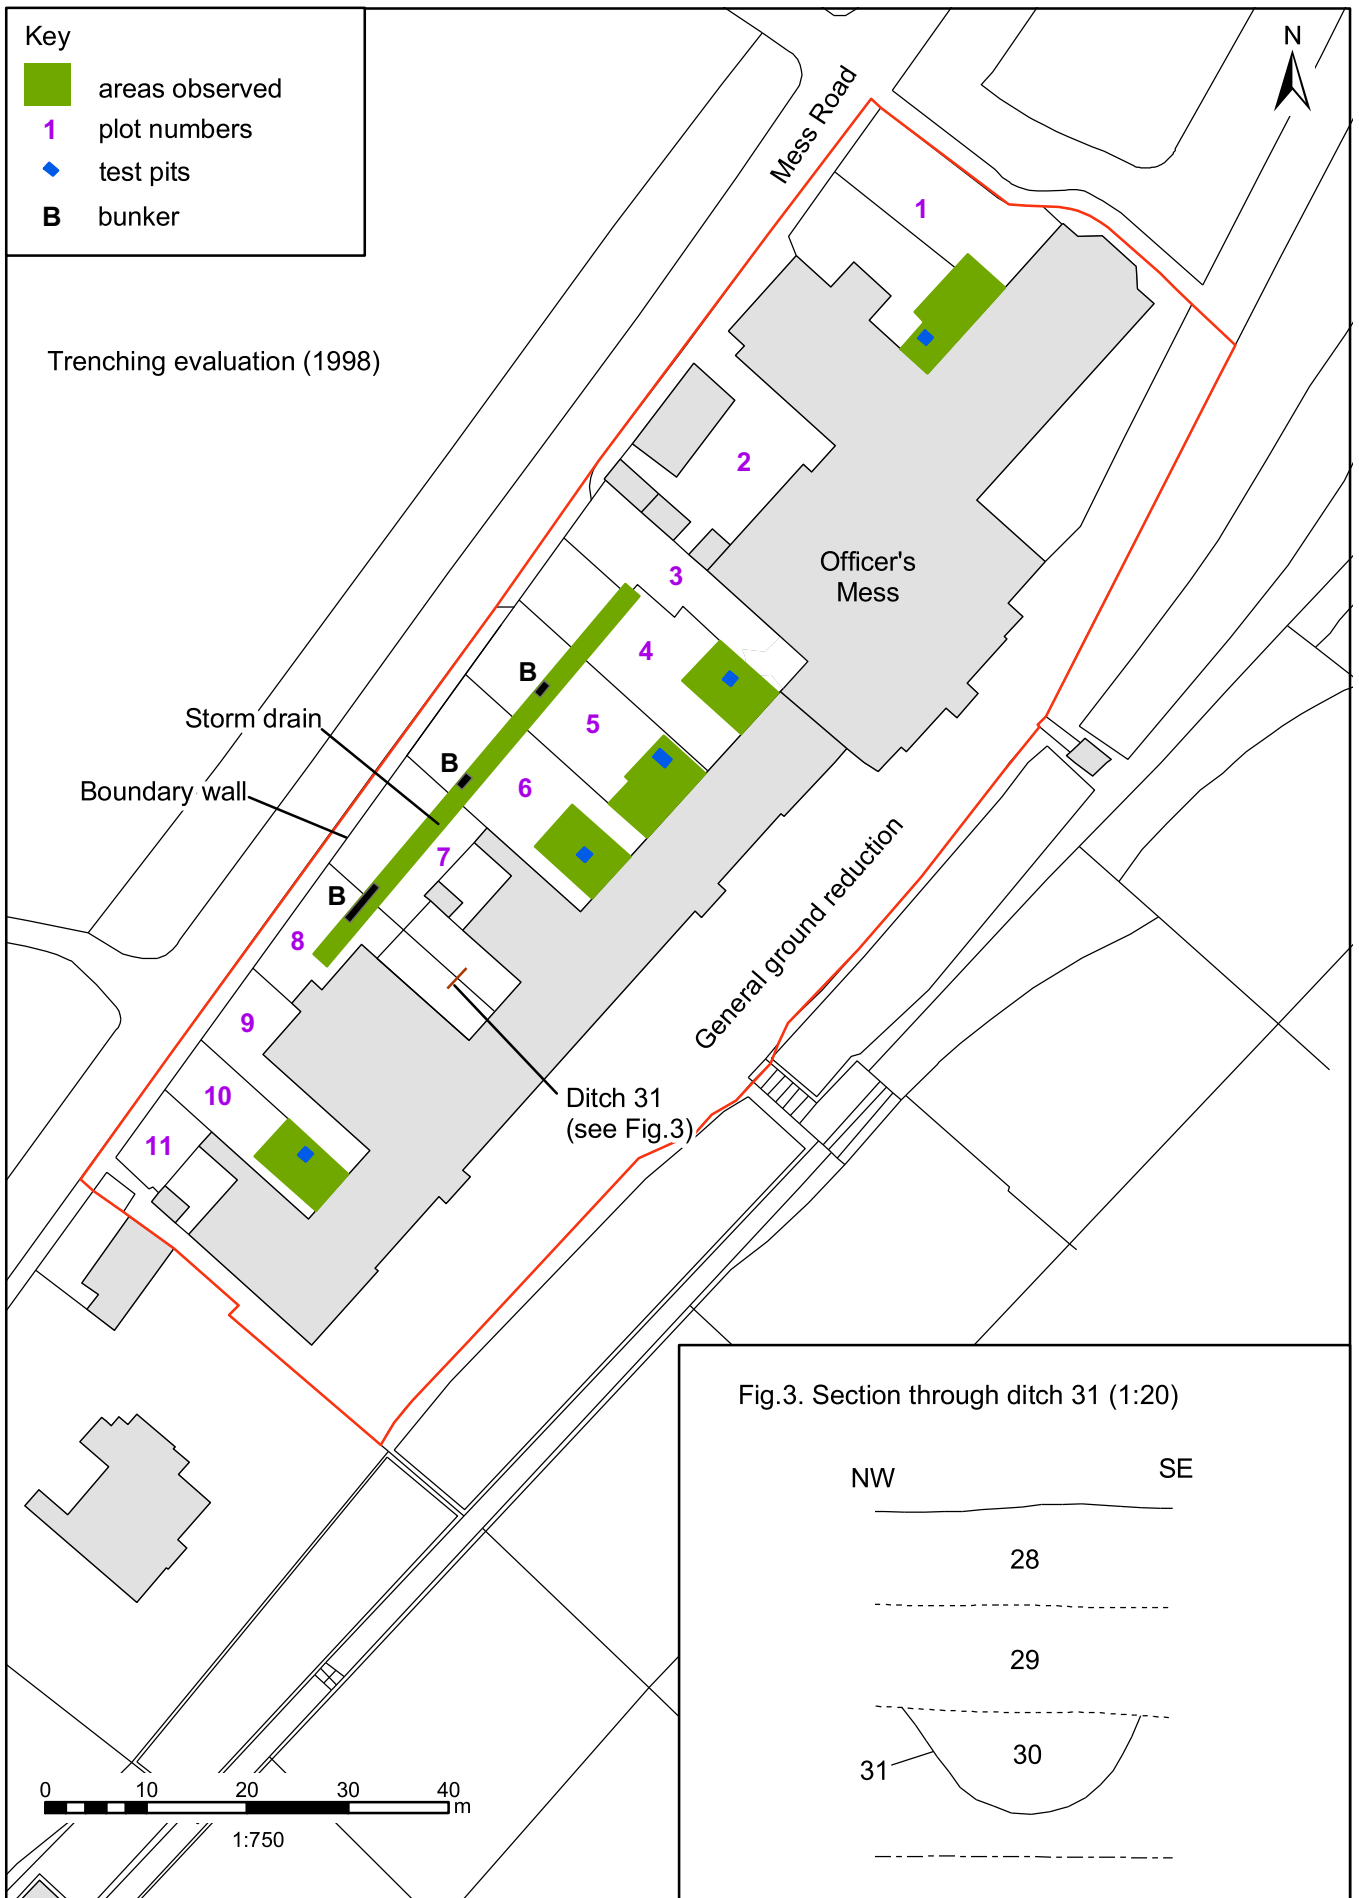 Key
areas observed
1 plot numbers
test pits
B bunker
N
Mess Road
Trenching evaluation (1998)
1
2
Officer's
Mess
3
4
B
5
Storm drain
B
6
Boundary wall
7
B
General ground reduction
8
9
10
Ditch 31
(see Fig.3)
11
Fig.3. Section through ditch 31 (1:20)
NW
SE
28
29
30
31
0 10 20 30 40
m
1:750